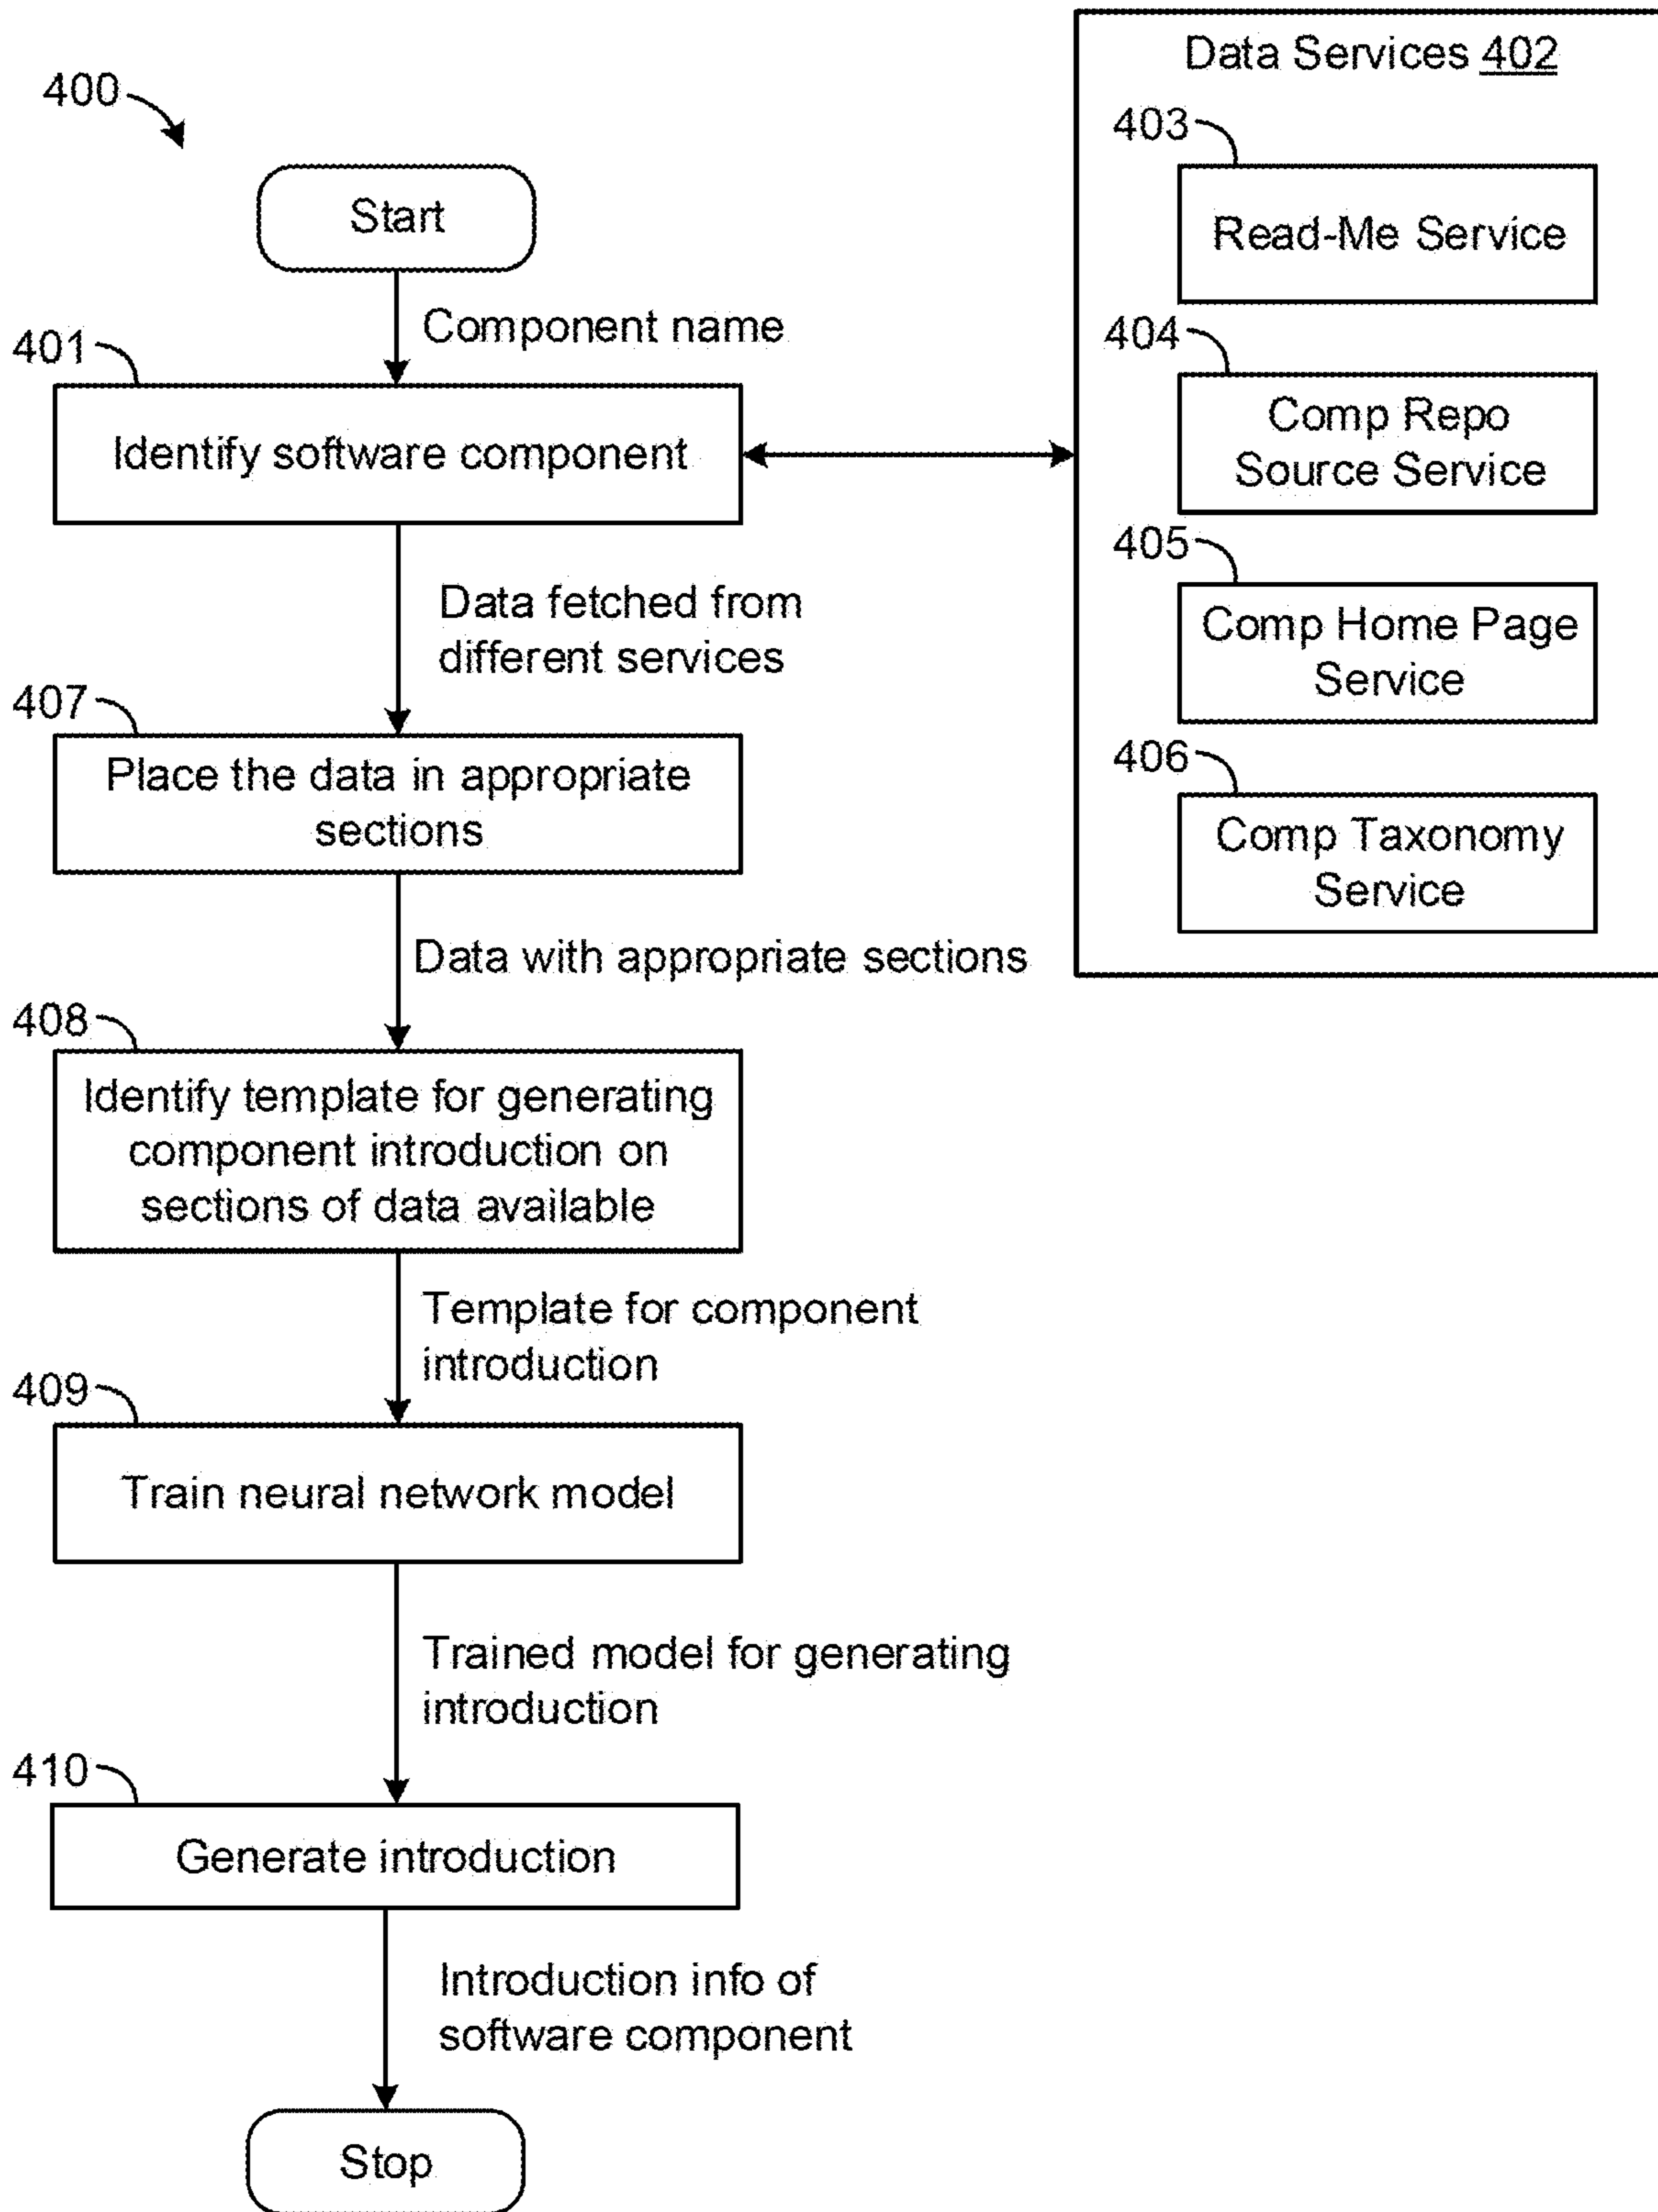 400
Start
Component name
401
Identify software component
Data fetched from
different services
407
Place the data in appropriate
sections
Data with appropriate sections
408
Identify template for generating
component introduction on
sections of data available
Template for component
introduction
409
Train neural network model
Trained model for generating
introduction
410
Generate introduction
Introduction info of
software component
Stop
Data Services 402
403
Read-Me Service
404
Comp Repo
Source Service
405
Comp Home Page
Service
406
Comp Taxonomy
Service